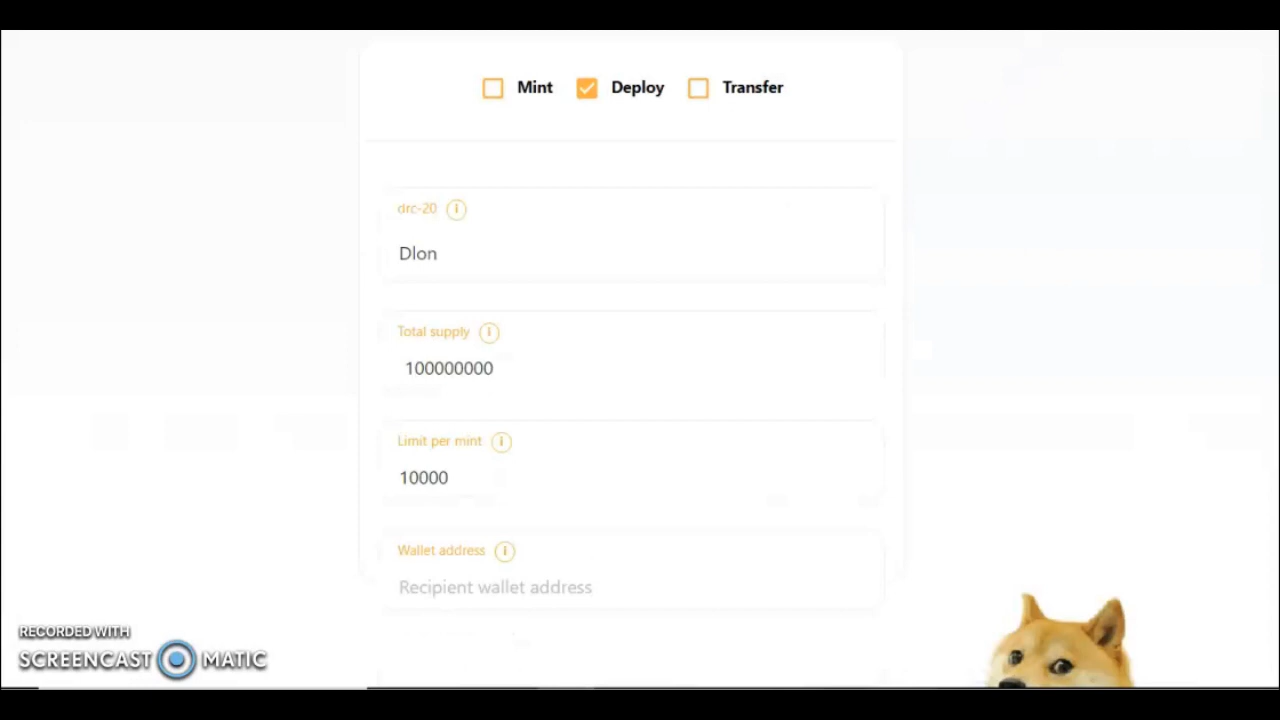 Mint Deploy Transfer
drc-20
Dlon
Total supply
100000000
Limit per mint
10000
Wallet address
Recipient wallet address
RECORDED WITH
SCREENCAST MATIC